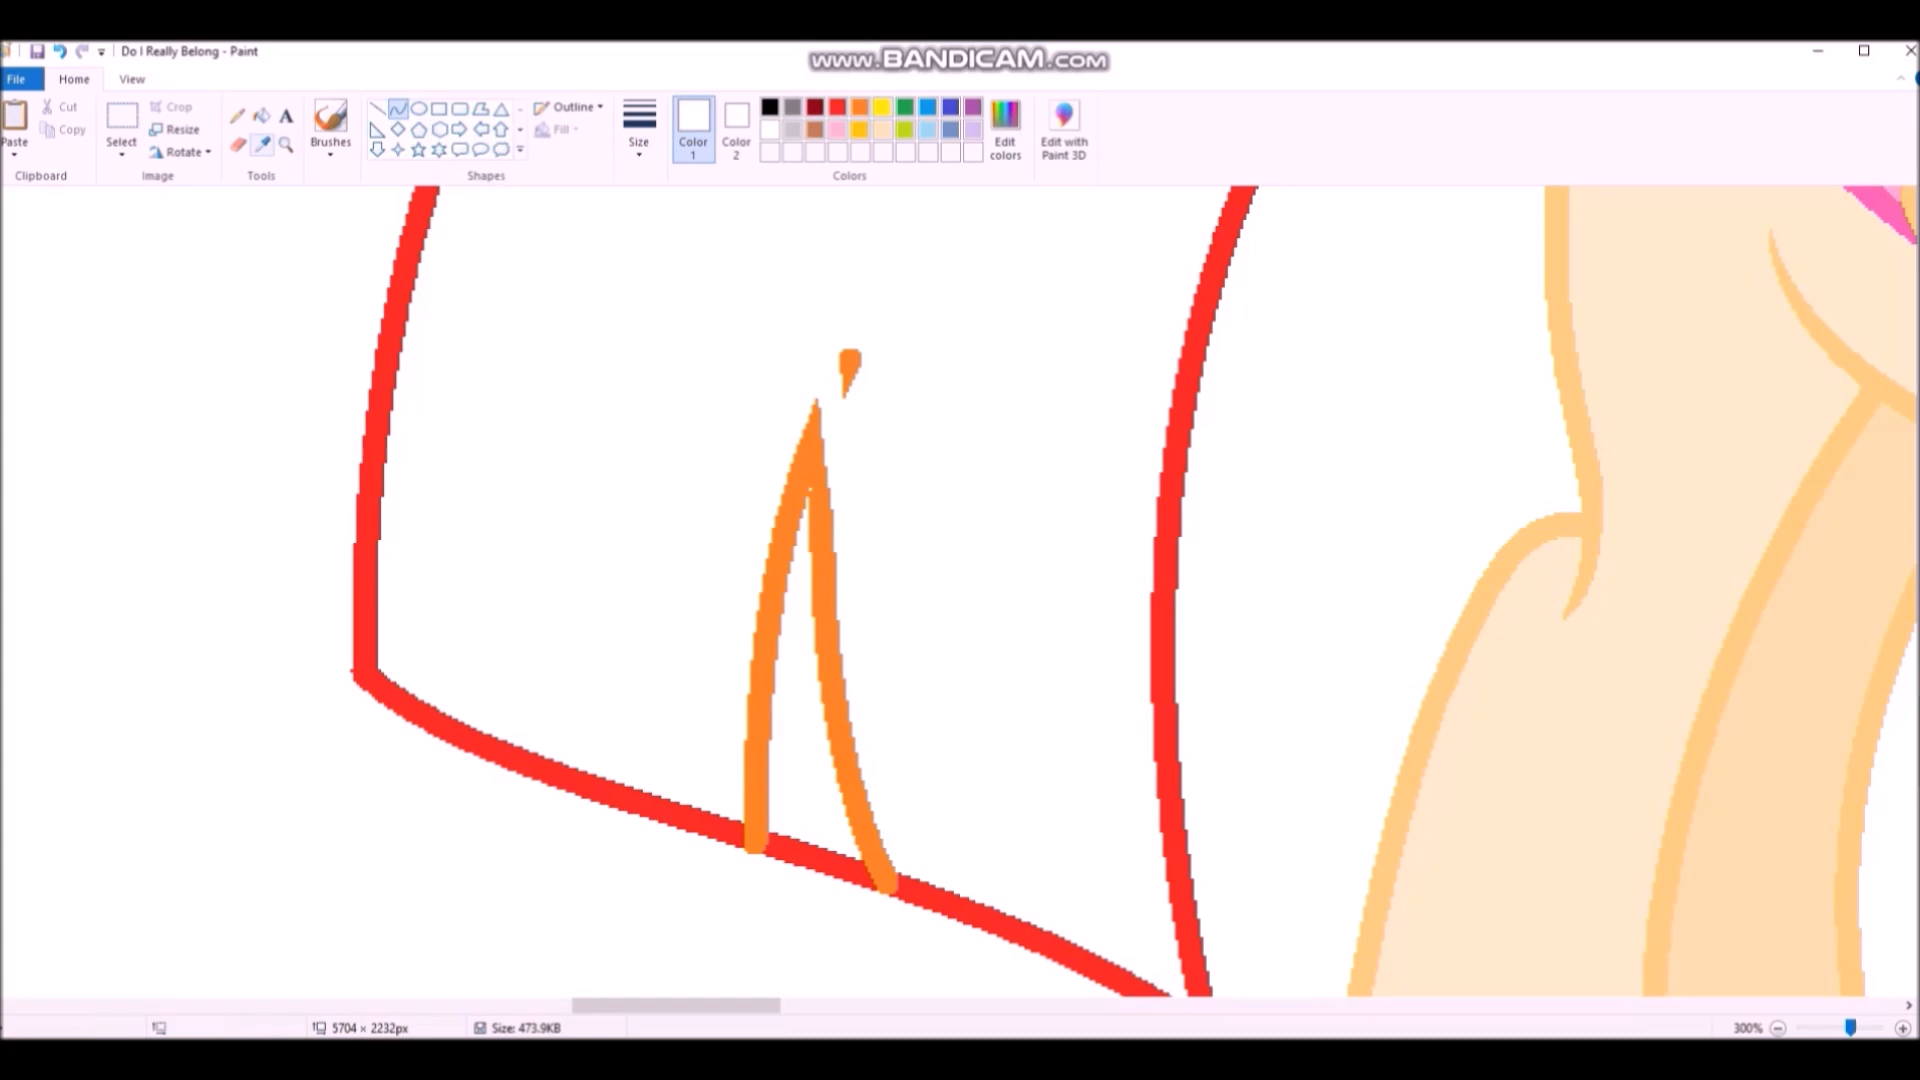 Do I Really Belong - Paint
www.BANDICAM.com
File Home View
Cut
Copy
Paste
Clipboard
Select
Crop
Resize
Rotate
Image
A
Tools
Brushes
Outline
Fill
Shapes
Size
Color 1
Color 2
Edit colors
Edit with Paint 3D
Colors
5704 × 2232px
Size: 473.9KB
300%